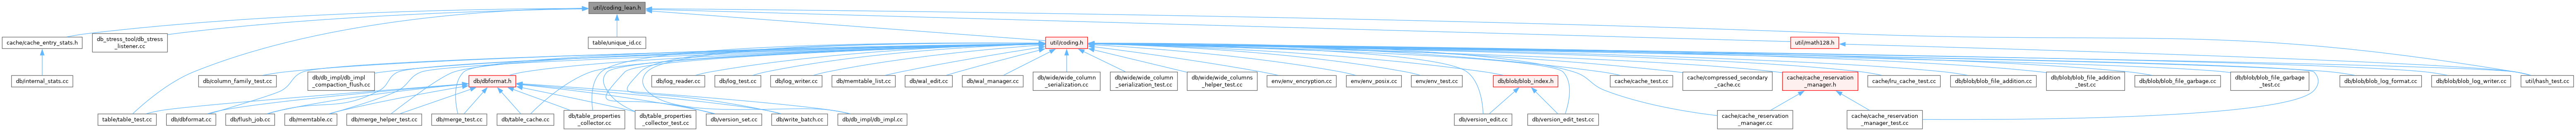 util/coding_lean.h
cache/cache_entry_stats.h
db_stress_tool/db_stress
_listener.cc
table/unique_id.cc
util/coding.h
util/math128.h
db/internal_stats.cc
db/column_family_test.cc
db/db_impl/db_impl
_compaction_flush.cc
db/dbformat.h
db/log_reader.cc
db/log_test.cc
db/log_writer.cc
db/memtable_list.cc
db/wal_edit.cc
db/wal_manager.cc
db/wide/wide_column
_serialization.cc
db/wide/wide_column
_serialization_test.cc
db/wide/wide_columns
_helper_test.cc
env/env_encryption.cc
env/env_posix.cc
env/env_test.cc
db/blob/blob_index.h
cache/cache_test.cc
cache/compressed_secondary
_cache.cc
cache/cache_reservation
_manager.h
cache/lru_cache_test.cc
db/blob/blob_file_addition.cc
db/blob/blob_file_addition
_test.cc
db/blob/blob_file_garbage.cc
db/blob/blob_file_garbage
_test.cc
db/blob/blob_log_format.cc
db/blob/blob_log_writer.cc
util/hash_test.cc
table/table_test.cc
db/dbformat.cc
db/flush_job.cc
db/memtable.cc
db/merge_helper_test.cc
db/merge_test.cc
db/table_cache.cc
db/table_properties
_collector.cc
db/table_properties
_collector_test.cc
db/version_set.cc
db/write_batch.cc
db/db_impl/db_impl.cc
db/version_edit.cc
db/version_edit_test.cc
cache/cache_reservation
_manager.cc
cache/cache_reservation
_manager_test.cc